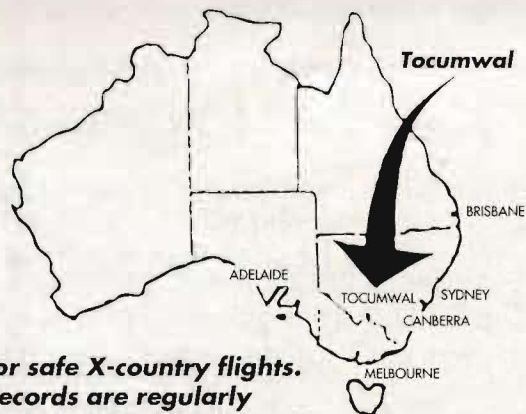 Tocumwal
BRISBANE
ADELAIDE
TOCUMWAL
SYDNEY
CANBERRA
or safe X-country flights.
MELBOURNE
ecords are regularly